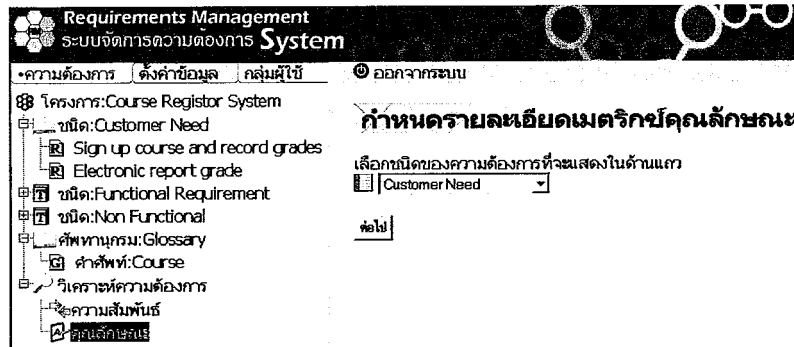 Requirements Management
ระบบจัดการความต้องการ System
•ความต้องการ ตั้งค่าข้อมูล กลุ่มผู้ใช้
โครงการ:Course Registor System
ชนิด:Customer Need
Sign up course and record grades
Electronic report grade
ชนิด:Functional Requirement
ชนิด:Non Functional
ศัพทานุกรม:Glossary
คำศัพท์:Course
วิเคราะห์ความต้องการ
ความสัมพันธ์
คุณลักษณะ
ออกจากระบบ
กำหนดรายละเอียดเมตริกซ์คุณลักษณะ
เลือกชนิดของความต้องการที่จะแสดงในด้านแถว
Customer Need
ต่อไป